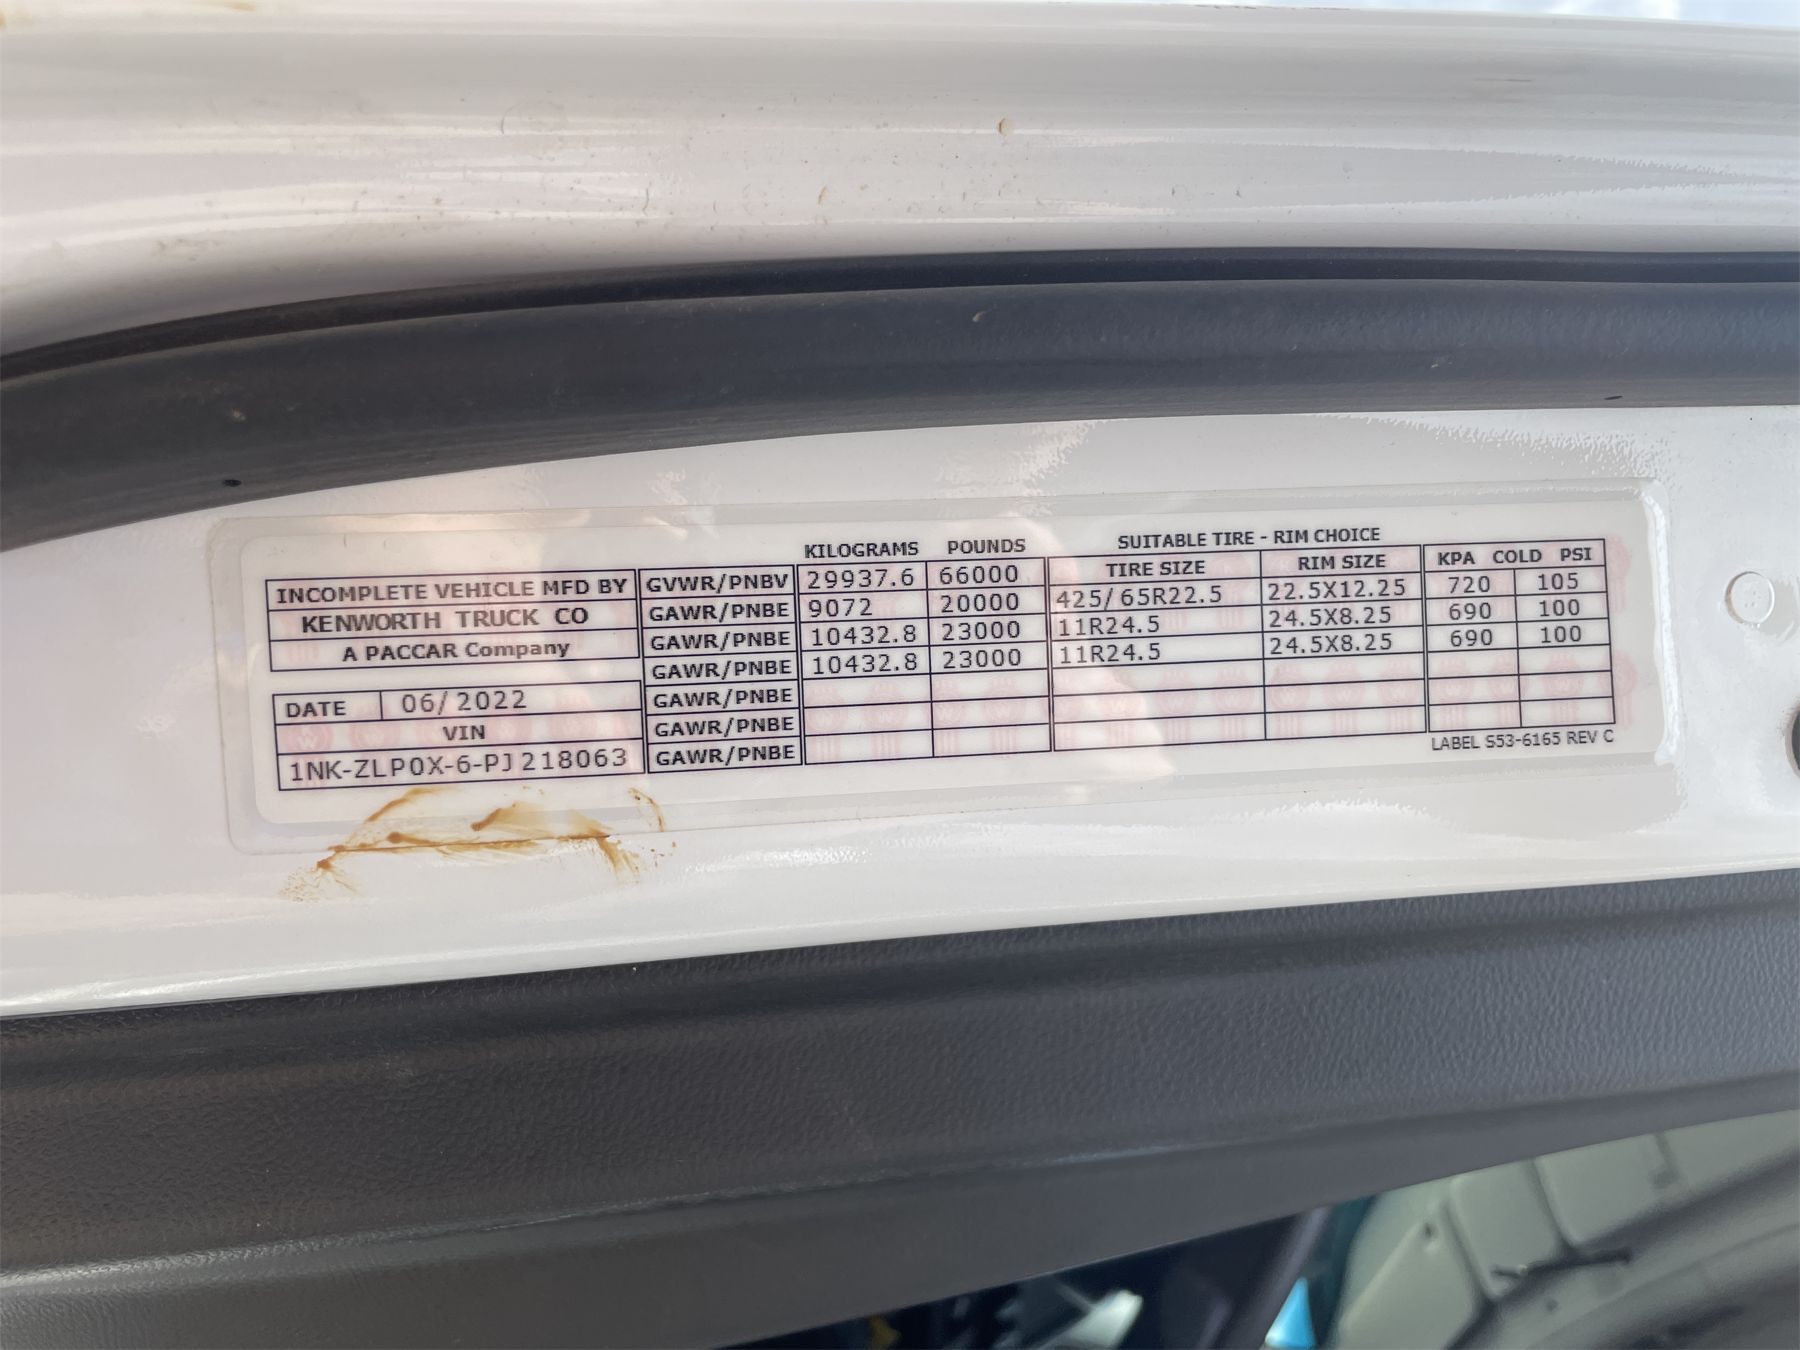 KILOGRAMS POUNDS SUITABLE TIRE - RIM CHOICE
INCOMPLETE VEHICLE MFD BY GVWR/PNBV 29937.6 66000 TIRE SIZE RIM SIZE KPA COLD PSI
KENWORTH TRUCK CO GAWR/PNBE 9072 20000 425/65R22.5 22.5X12.25 720 105
A PACCAR Company GAWR/PNBE 10432.8 23000 11R24.5 24.5X8.25 690 100
GAWR/PNBE 10432.8 23000 11R24.5 24.5X8.25 690 100
DATE 06/2022 GAWR/PNBE
VIN GAWR/PNBE
1NK-ZLP0X-6-PJ218063 GAWR/PNBE
LABEL S53-6165 REV C